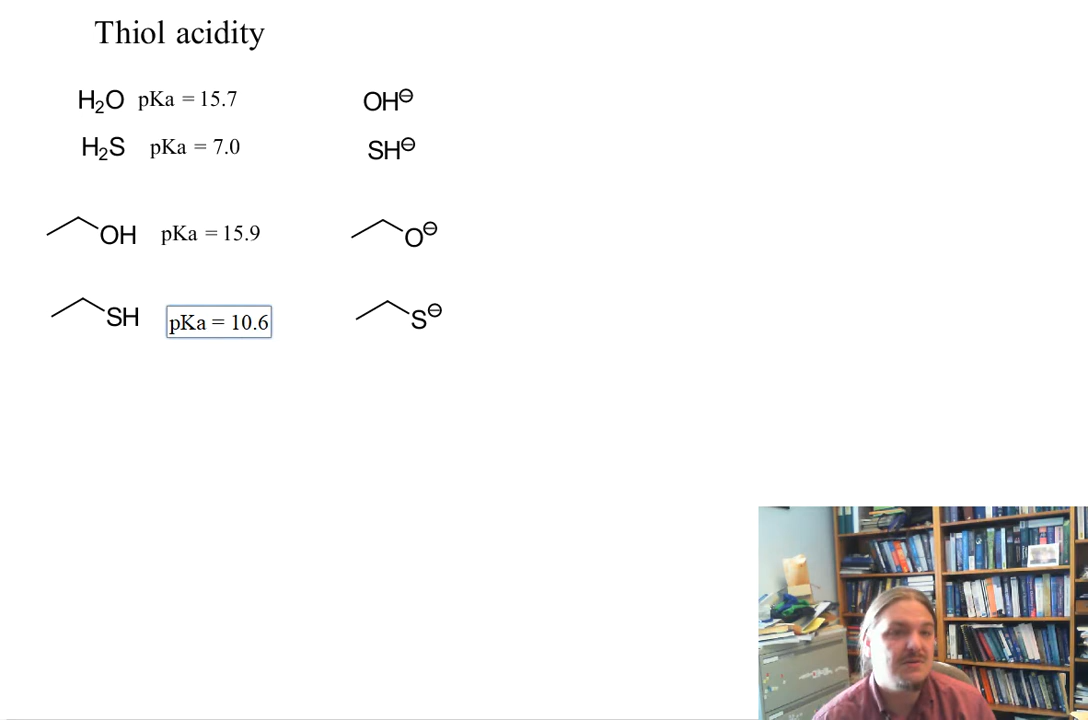 Thiol acidity
H₂O pKa = 15.7 OH⊖
H₂S pKa = 7.0 SH⊖
OH pKa = 15.9 O⊖
SH pKa = 10.6 S⊖